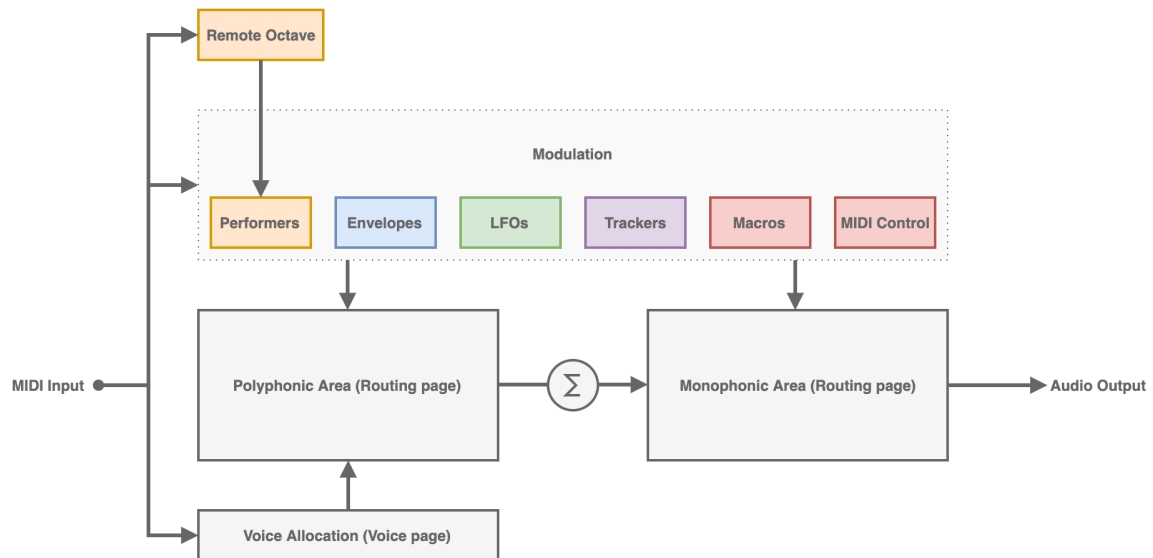 Remote Octave
Modulation
Performers
Envelopes
LFOs
Trackers
Macros
MIDI Control
MIDI Input
Polyphonic Area (Routing page)
Σ
Monophonic Area (Routing page)
Audio Output
Voice Allocation (Voice page)